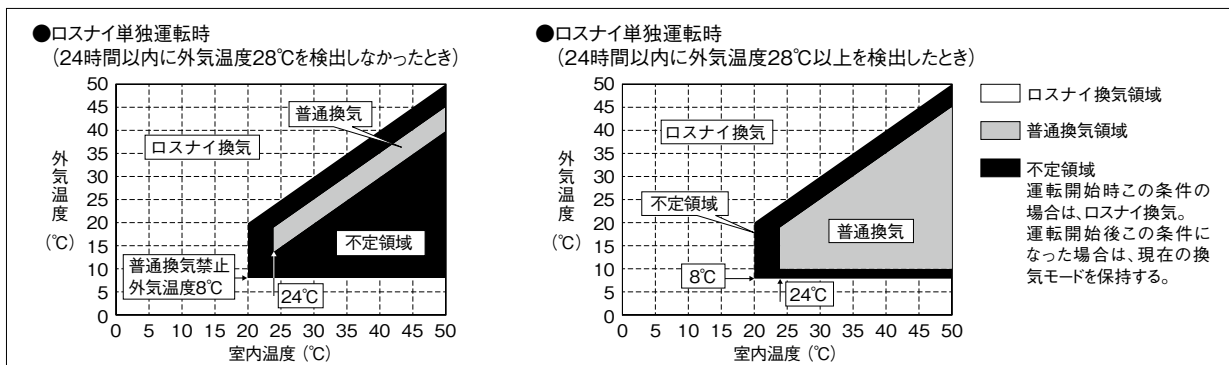 ●ロスナイ単独運転時
(24時間以内に外気温度28℃を検出しなかったとき)
50
45
40
35
30
25
20
15
10
5
0
外気温度
(℃)
普通換気
ロスナイ換気
不定領域
普通換気禁止
外気温度8℃
24℃
0 5 10 15 20 25 30 35 40 45 50
室内温度 (℃)
●ロスナイ単独運転時
(24時間以内に外気温度28℃以上を検出したとき)
50
45
40
35
30
25
20
15
10
5
0
外気温度
(℃)
ロスナイ換気
不定領域
普通換気
8℃
24℃
0 5 10 15 20 25 30 35 40 45 50
室内温度 (℃)
ロスナイ換気領域
普通換気領域
不定領域
運転開始時この条件の
場合は、ロスナイ換気。
運転開始後この条件に
なった場合は、現在の換
気モードを保持する。